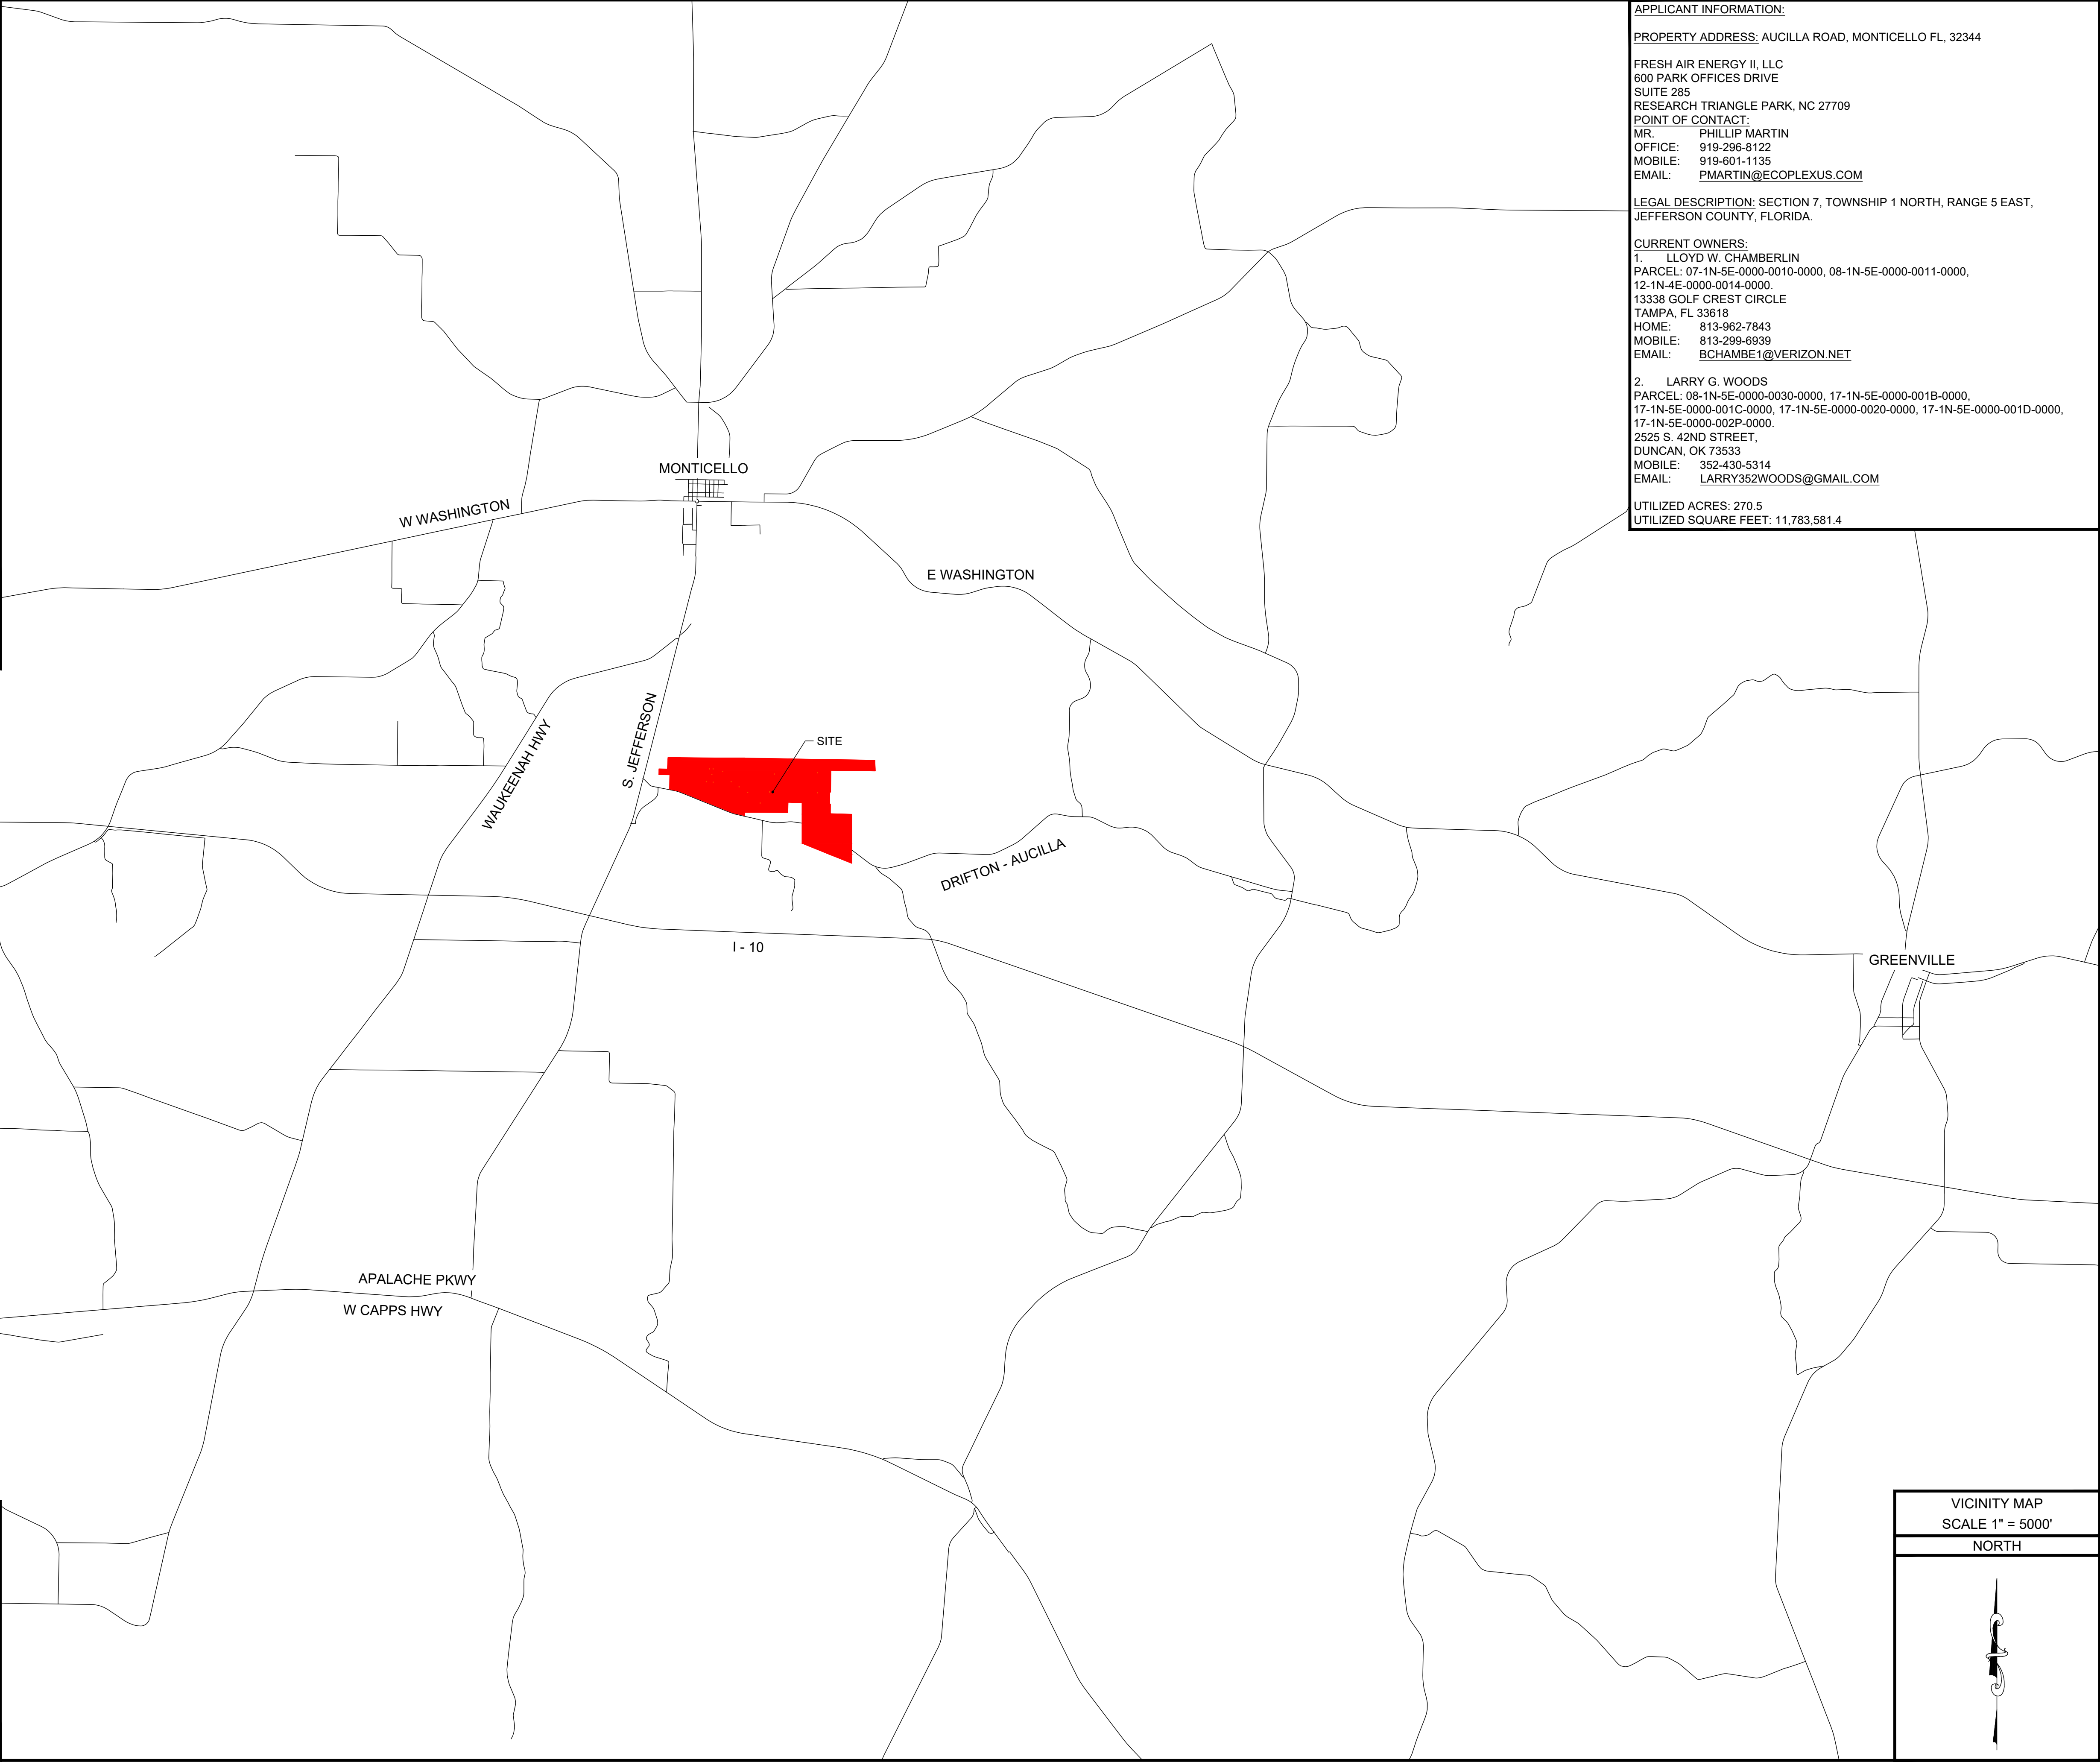 APPLICANT INFORMATION:
PROPERTY ADDRESS: AUCILLA ROAD, MONTICELLO FL, 32344
FRESH AIR ENERGY II, LLC
600 PARK OFFICES DRIVE
SUITE 285
RESEARCH TRIANGLE PARK, NC 27709
POINT OF CONTACT:
MR. PHILLIP MARTIN
OFFICE: 919-296-8122
MOBILE: 919-601-1135
EMAIL: PMARTIN@ECOPLEXUS.COM
LEGAL DESCRIPTION: SECTION 7, TOWNSHIP 1 NORTH, RANGE 5 EAST,
JEFFERSON COUNTY, FLORIDA.
CURRENT OWNERS:
1. LLOYD W. CHAMBERLIN
PARCEL: 07-1N-5E-0000-0010-0000, 08-1N-5E-0000-0011-0000,
12-1N-4E-0000-0014-0000.
13338 GOLF CREST CIRCLE
TAMPA, FL 33618
HOME: 813-962-7843
MOBILE: 813-299-6939
EMAIL: BCHAMBE1@VERIZON.NET
2. LARRY G. WOODS
PARCEL: 08-1N-5E-0000-0030-0000, 17-1N-5E-0000-001B-0000,
17-1N-5E-0000-001C-0000, 17-1N-5E-0000-0020-0000, 17-1N-5E-0000-001D-0000,
17-1N-5E-0000-002P-0000.
2525 S. 42ND STREET,
DUNCAN, OK 73533
MOBILE: 352-430-5314
EMAIL: LARRY352WOODS@GMAIL.COM
UTILIZED ACRES: 270.5
UTILIZED SQUARE FEET: 11,783,581.4
MONTICELLO
W WASHINGTON
E WASHINGTON
WAUKEENAH HWY
S. JEFFERSON
SITE
DRIFTON - AUCILLA
I - 10
GREENVILLE
APALACHE PKWY
W CAPPS HWY
VICINITY MAP
SCALE 1" = 5000'
NORTH